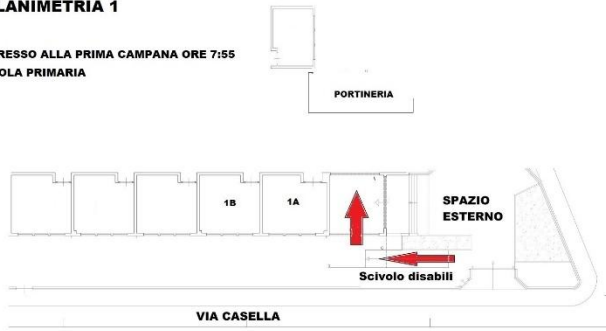 LANIMETRIA 1
RESSO ALLA PRIMA CAMPANA ORE 7:55
OLA PRIMARIA
PORTINERIA
1B
1A
SPAZIO
ESTERNO
Scivolo disabili
VIA CASELLA